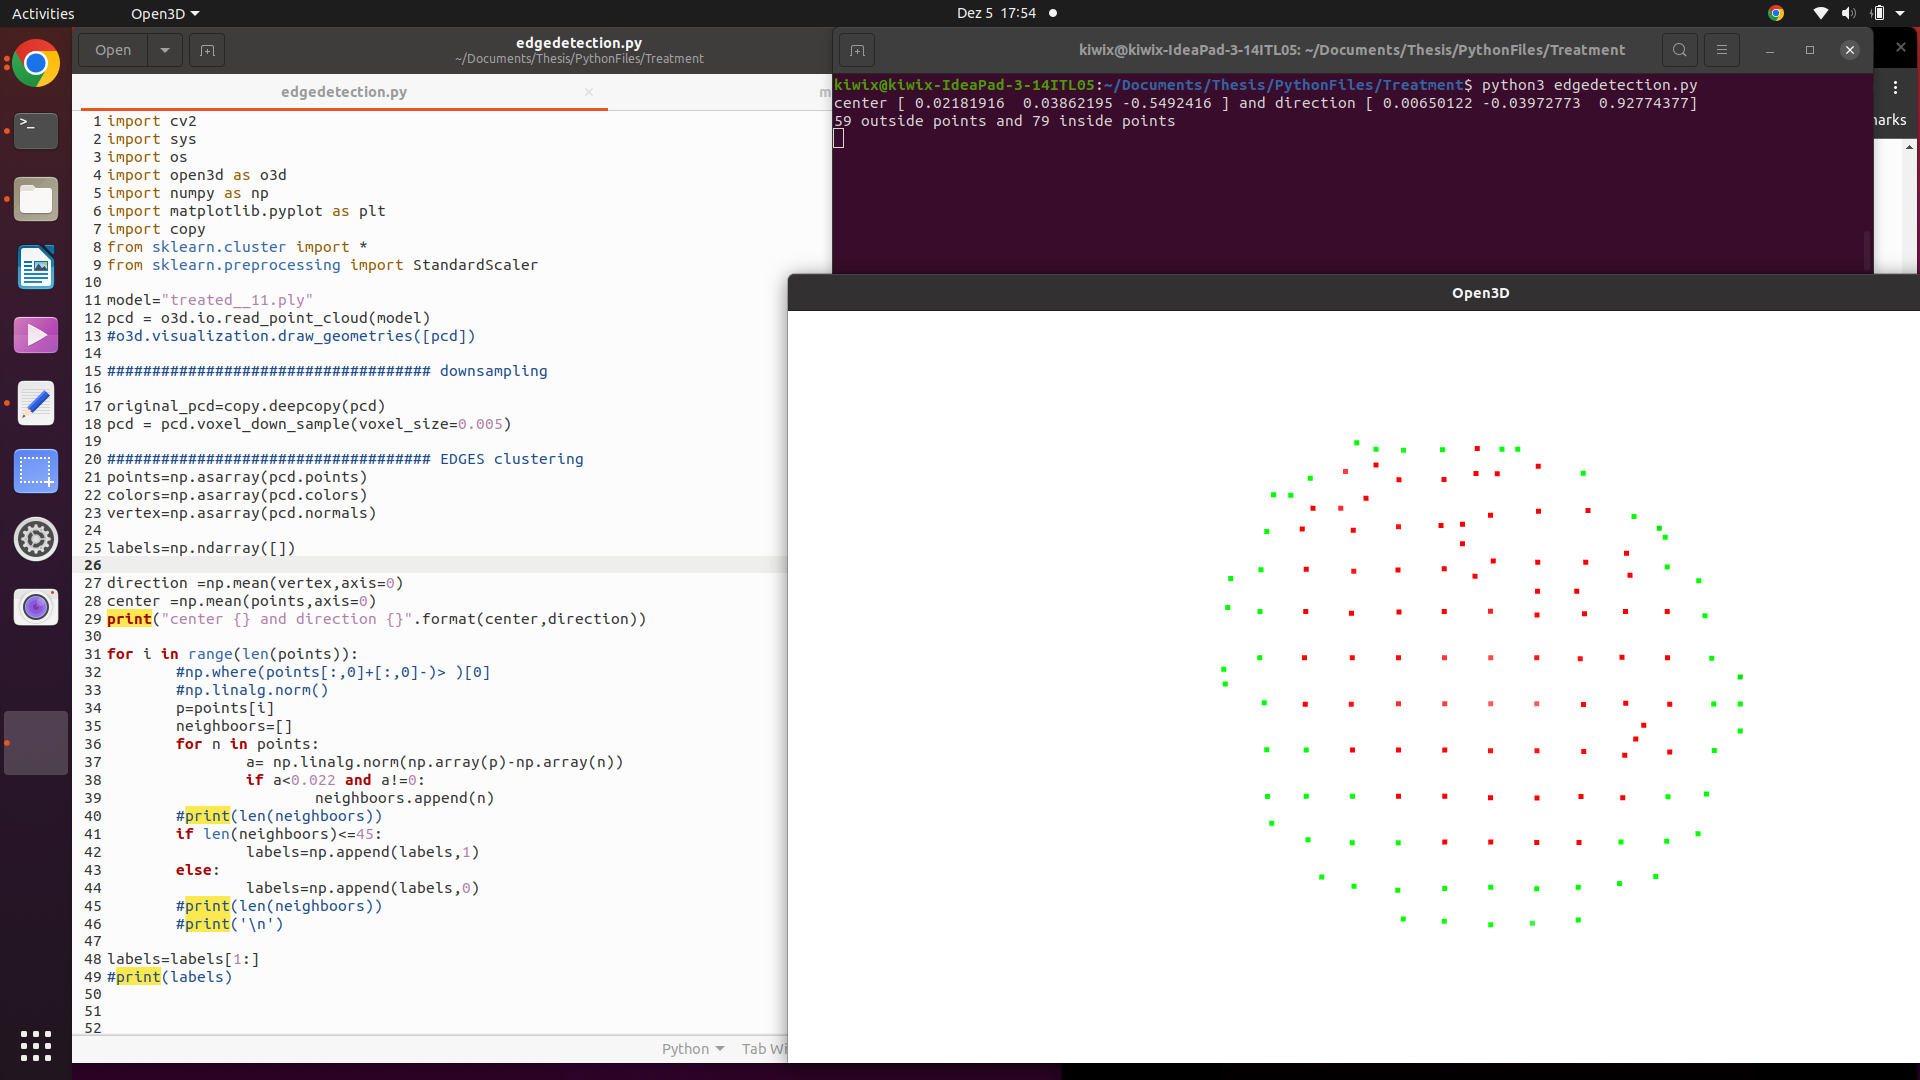 Activities
Open3D
Dez 5 17:54
Open
edgedetection.py
~/Documents/Thesis/PythonFiles/Treatment
edgedetection.py
1 import cv2
2 import sys
3 import os
4 import open3d as o3d
5 import numpy as np
6 import matplotlib.pyplot as plt
7 import copy
8 from sklearn.cluster import *
9 from sklearn.preprocessing import StandardScaler
10
11 model="treated__11.ply"
12 pcd = o3d.io.read_point_cloud(model)
13 #o3d.visualization.draw_geometries([pcd])
14
15 #################################### downsampling
16
17 original_pcd=copy.deepcopy(pcd)
18 pcd = pcd.voxel_down_sample(voxel_size=0.005)
19
20 #################################### EDGES clustering
21 points=np.asarray(pcd.points)
22 colors=np.asarray(pcd.colors)
23 vertex=np.asarray(pcd.normals)
24
25 labels=np.ndarray([])
26
27 direction =np.mean(vertex,axis=0)
28 center =np.mean(points,axis=0)
29 print("center {} and direction {}".format(center,direction))
30
31 for i in range(len(points)):
32 #np.where(points[:,0]+[:,0]-)> )[0]
33 #np.linalg.norm()
34 p=points[i]
35 neighboors=[]
36 for n in points:
37 a= np.linalg.norm(np.array(p)-np.array(n))
38 if a<0.022 and a!=0:
39 neighboors.append(n)
40 #print(len(neighboors))
41 if len(neighboors)<=45:
42 labels=np.append(labels,1)
43 else:
44 labels=np.append(labels,0)
45 #print(len(neighboors))
46 #print('\n')
47
48 labels=labels[1:]
49 #print(labels)
50
51
52
Python
Tab Wi
kiwix@kiwix-IdeaPad-3-14ITL05: ~/Documents/Thesis/PythonFiles/Treatment
kiwix@kiwix-IdeaPad-3-14ITL05:~/Documents/Thesis/PythonFiles/Treatment$ python3 edgedetection.py
center [ 0.02181916 0.03862195 -0.5492416 ] and direction [ 0.00650122 -0.03972773 0.92774377]
59 outside points and 79 inside points
Open3D